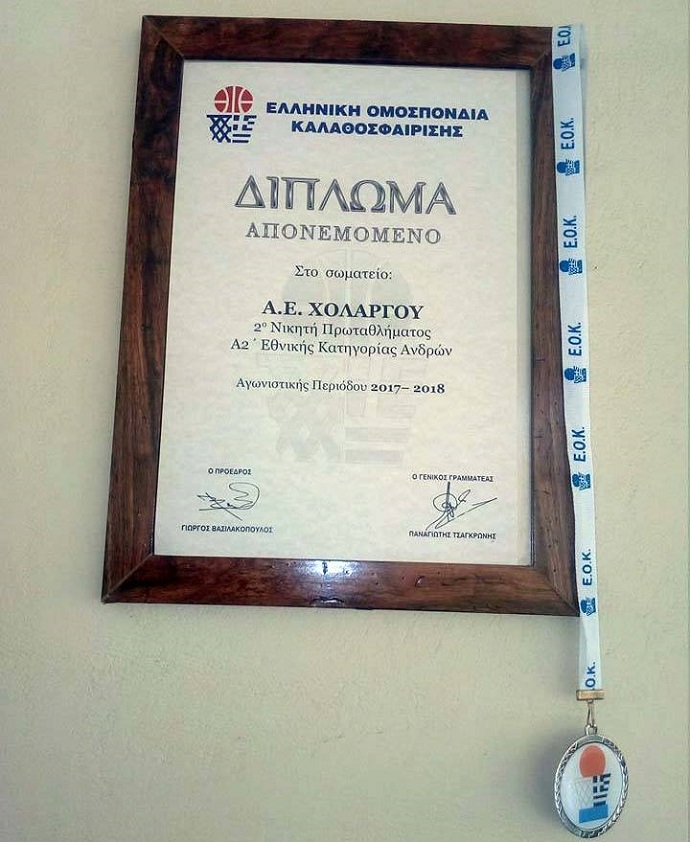 ΕΛΛΗΝΙΚΗ ΟΜΟΣΠΟΝΔΙΑ
ΚΑΛΑΘΟΣΦΑΙΡΙΣΗΣ
ΔΙΠΛΩΜΑ
ΑΠΟΝΕΜΟΜΕΝΟ
Στο σωματείο:
Α.Ε. ΧΟΛΑΡΓΟΥ
2ο Νικητή Πρωταθλήματος
Α2΄ Εθνικής Κατηγορίας Ανδρών
Αγωνιστικής Περιόδου 2017– 2018
Ο ΠΡΟΕΔΡΟΣ
ΓΙΩΡΓΟΣ ΒΑΣΙΛΑΚΟΠΟΥΛΟΣ
Ο ΓΕΝΙΚΟΣ ΓΡΑΜΜΑΤΕΑΣ
ΠΑΝΑΓΙΩΤΗΣ ΤΣΑΓΚΡΩΝΗΣ
Ε.Ο.Κ.
Ε.Ο.Κ.
Ε.Ο.Κ.
Ε.Ο.Κ.
Ε.Ο.Κ.
Ε.Ο.Κ.
Ο.Κ.